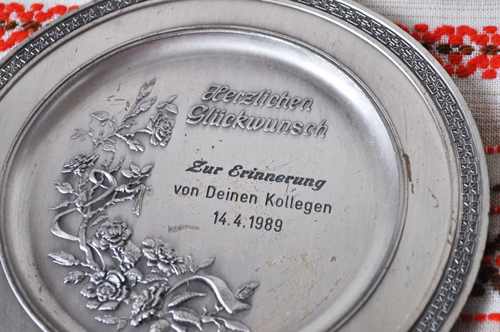 Herzlichen
Glückwunsch
Zur Erinnerung
von Deinen Kollegen
14.4.1989